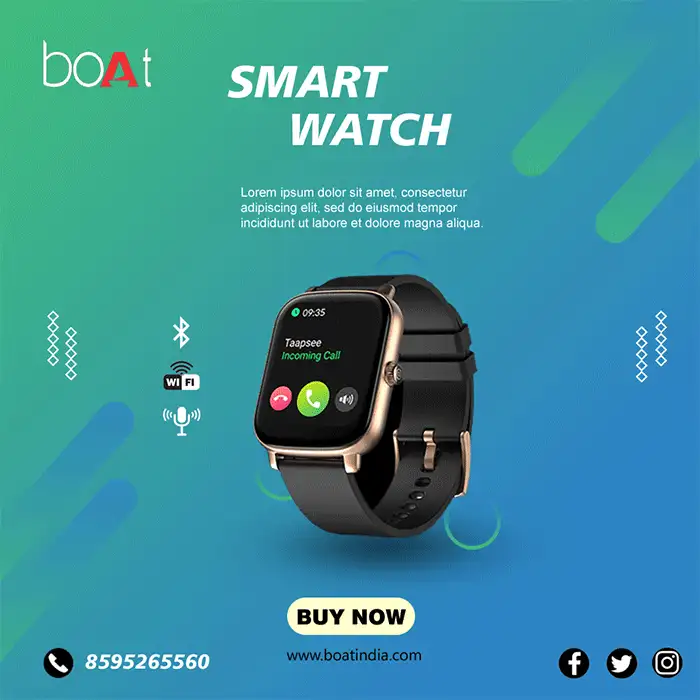 boAt
SMART
WATCH
Lorem ipsum dolor sit amet, consectetur
adipiscing elit, sed do eiusmod tempor
incididunt ut labore et dolore magna aliqua.
09:35
Taapsee
Incoming Call
WI FI
BUY NOW
www.boatindia.com
8595265560